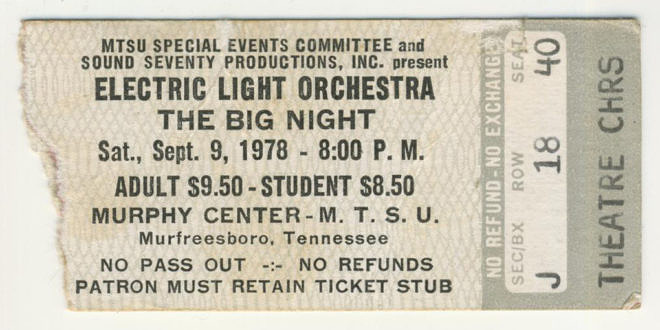 MTSU SPECIAL EVENTS COMMITTEE and
SOUND SEVENTY PRODUCTIONS, INC. present
ELECTRIC LIGHT ORCHESTRA
THE BIG NIGHT
Sat., Sept. 9, 1978 - 8:00 P. M.
ADULT $9.50 - STUDENT $8.50
MURPHY CENTER - M. T. S. U.
Murfreesboro, Tennessee
NO PASS OUT -:- NO REFUNDS
PATRON MUST RETAIN TICKET STUB
NO REFUND-NO EXCHANGE
SEC/BX ROW SEAT
J 18 40
THEATRE CHRS